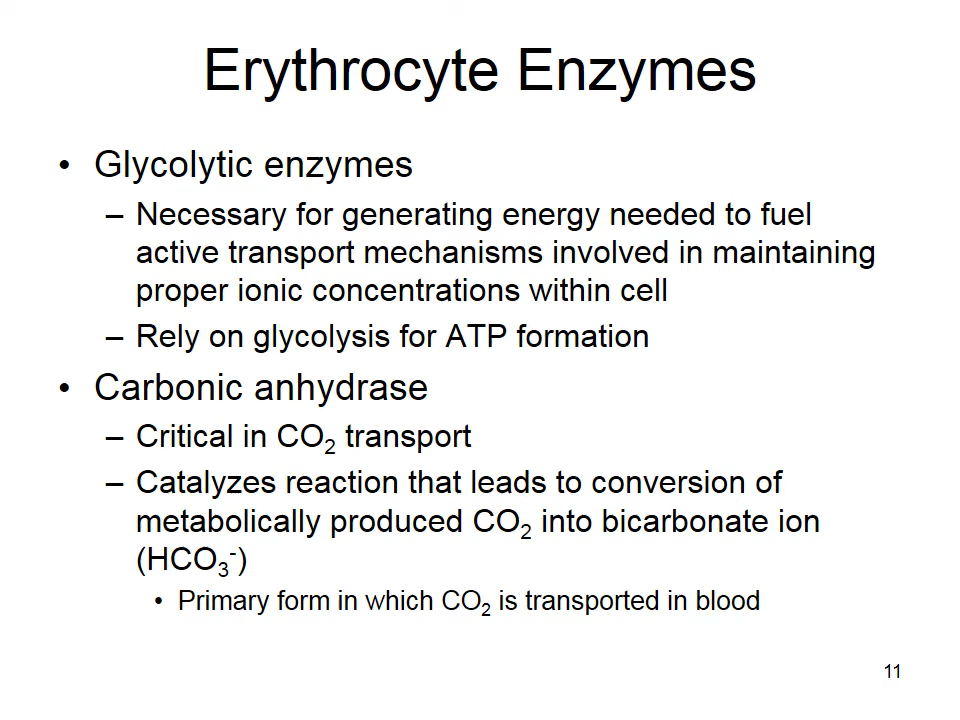 Erythrocyte Enzymes
• Glycolytic enzymes
– Necessary for generating energy needed to fuel
active transport mechanisms involved in maintaining
proper ionic concentrations within cell
– Rely on glycolysis for ATP formation
• Carbonic anhydrase
– Critical in CO₂ transport
– Catalyzes reaction that leads to conversion of
metabolically produced CO₂ into bicarbonate ion
(HCO₃⁻)
• Primary form in which CO₂ is transported in blood
11